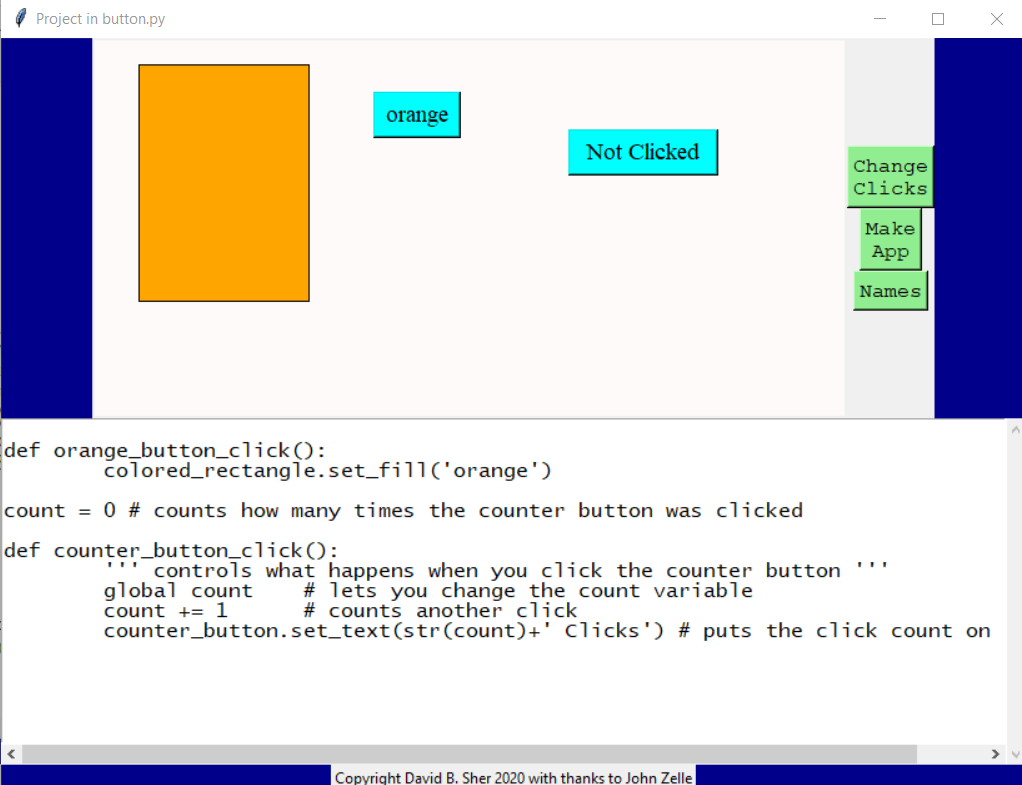 Project in button.py
orange
Not Clicked
Change
Clicks
Make
App
Names
def orange_button_click():
        colored_rectangle.set_fill('orange')
count = 0 # counts how many times the counter button was clicked
def counter_button_click():
        ''' controls what happens when you click the counter button '''
        global count    # lets you change the count variable
        count += 1      # counts another click
        counter_button.set_text(str(count)+' Clicks') # puts the click count on
Copyright David B. Sher 2020 with thanks to John Zelle